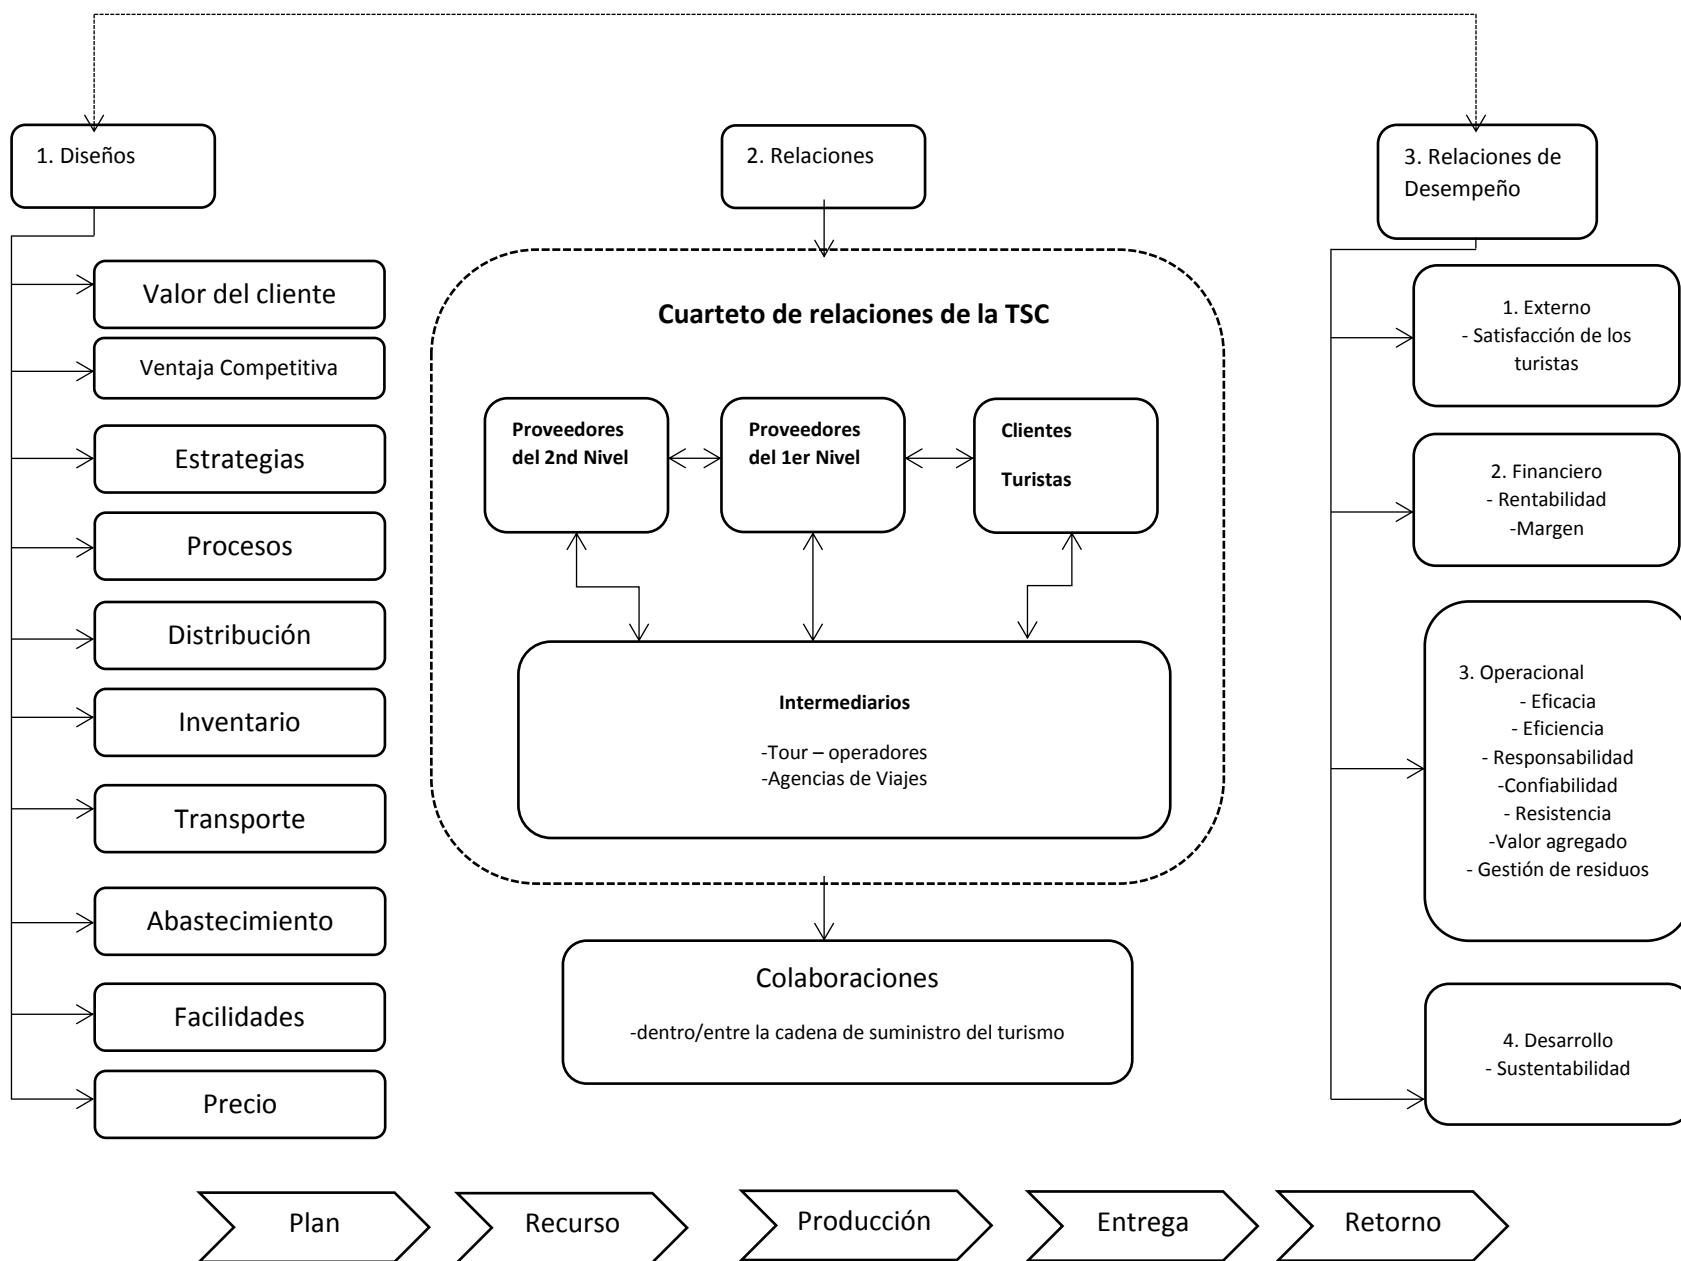 1. Diseños
2. Relaciones
3. Relaciones de
Desempeño
Valor del cliente
Ventaja Competitiva
Estrategias
Procesos
Distribución
Inventario
Transporte
Abastecimiento
Facilidades
Precio
Cuarteto de relaciones de la TSC
Proveedores
del 2nd Nivel
Proveedores
del 1er Nivel
Clientes
Turistas
Intermediarios
-Tour – operadores
-Agencias de Viajes
Colaboraciones
-dentro/entre la cadena de suministro del turismo
1. Externo
- Satisfacción de los
turistas
2. Financiero
- Rentabilidad
-Margen
3. Operacional
- Eficacia
- Eficiencia
- Responsabilidad
-Confiabilidad
- Resistencia
-Valor agregado
- Gestión de residuos
4. Desarrollo
- Sustentabilidad
Plan
Recurso
Producción
Entrega
Retorno